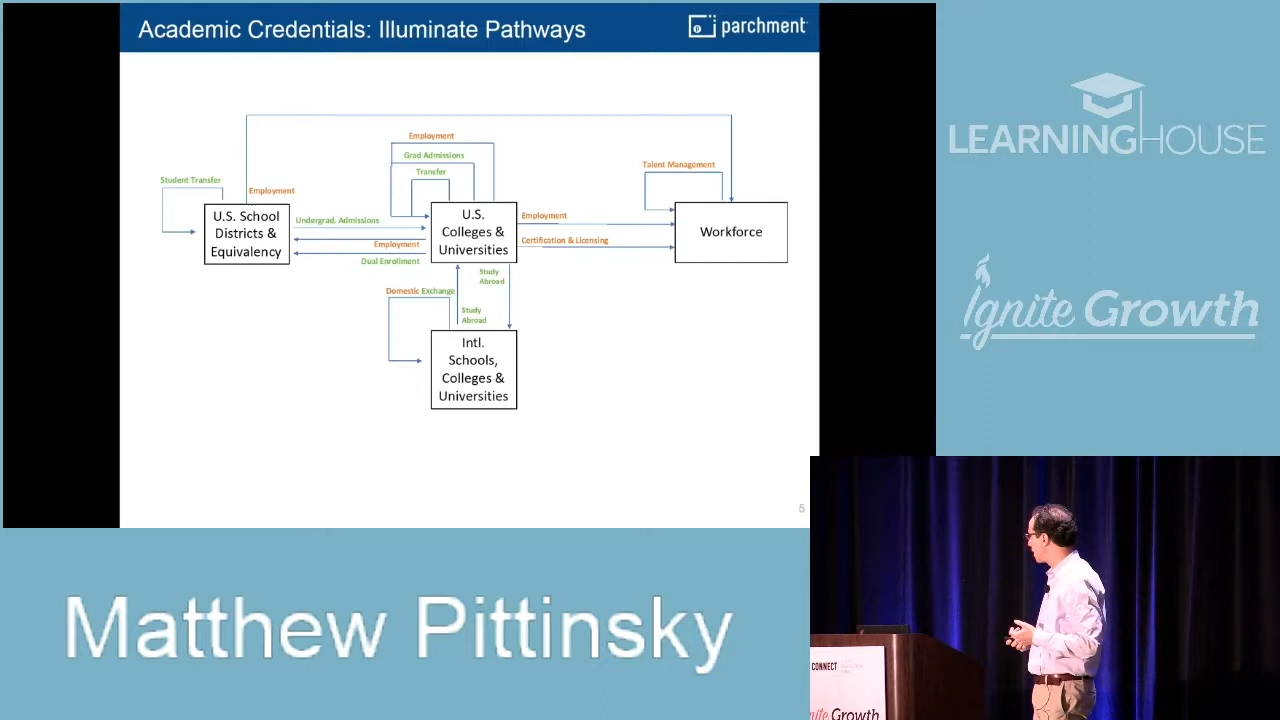 Academic Credentials: Illuminate Pathways
parchment
Employment
Grad Admissions
Transfer
Talent Management
Student Transfer
Employment
U.S. School
Districts &
Equivalency
Undergrad. Admissions
Employment
Dual Enrollment
U.S.
Colleges &
Universities
Employment
Certification & Licensing
Workforce
Study
Abroad
Domestic Exchange
Study
Abroad
Intl.
Schools,
Colleges &
Universities
5
LEARNINGHOUSE
Ignite Growth
Matthew Pittinsky
CONNECT
Ignite Growth